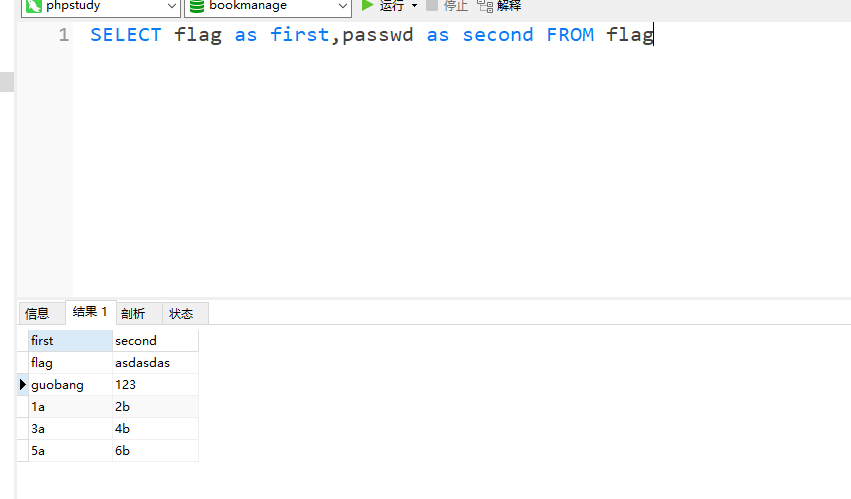 phpstudy bookmanage 运行 停止 解释
1 SELECT flag as first,passwd as second FROM flag
信息 结果 1 剖析 状态
first second
flag asdasdas
guobang 123
1a 2b
3a 4b
5a 6b